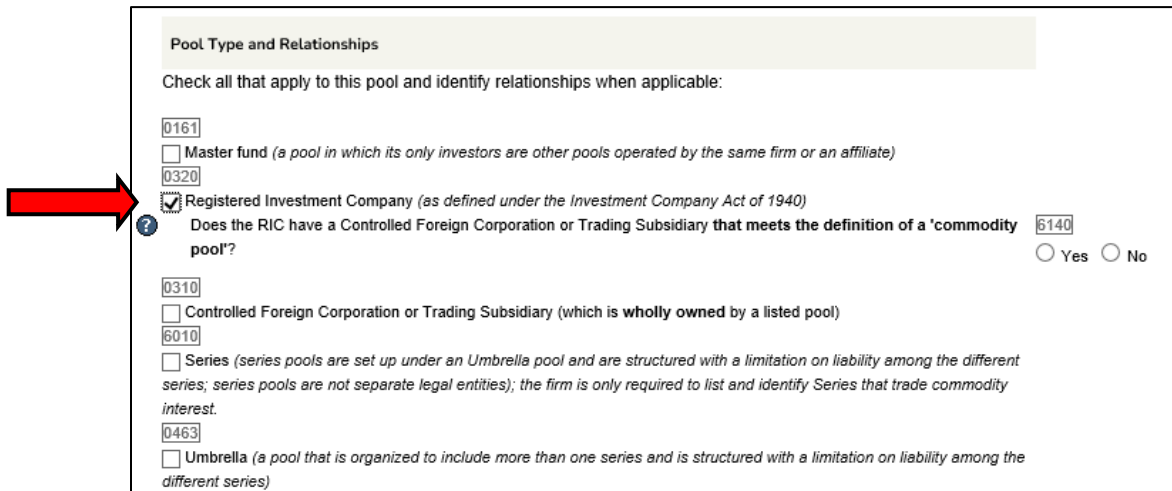 Pool Type and Relationships
Check all that apply to this pool and identify relationships when applicable:
0161
Master fund (a pool in which its only investors are other pools operated by the same firm or an affiliate)
0320
Registered Investment Company (as defined under the Investment Company Act of 1940)
? Does the RIC have a Controlled Foreign Corporation or Trading Subsidiary that meets the definition of a 'commodity 6140
pool'? Yes No
0310
Controlled Foreign Corporation or Trading Subsidiary (which is wholly owned by a listed pool)
6010
Series (series pools are set up under an Umbrella pool and are structured with a limitation on liability among the different
series; series pools are not separate legal entities); the firm is only required to list and identify Series that trade commodity
interest.
0463
Umbrella (a pool that is organized to include more than one series and is structured with a limitation on liability among the
different series)